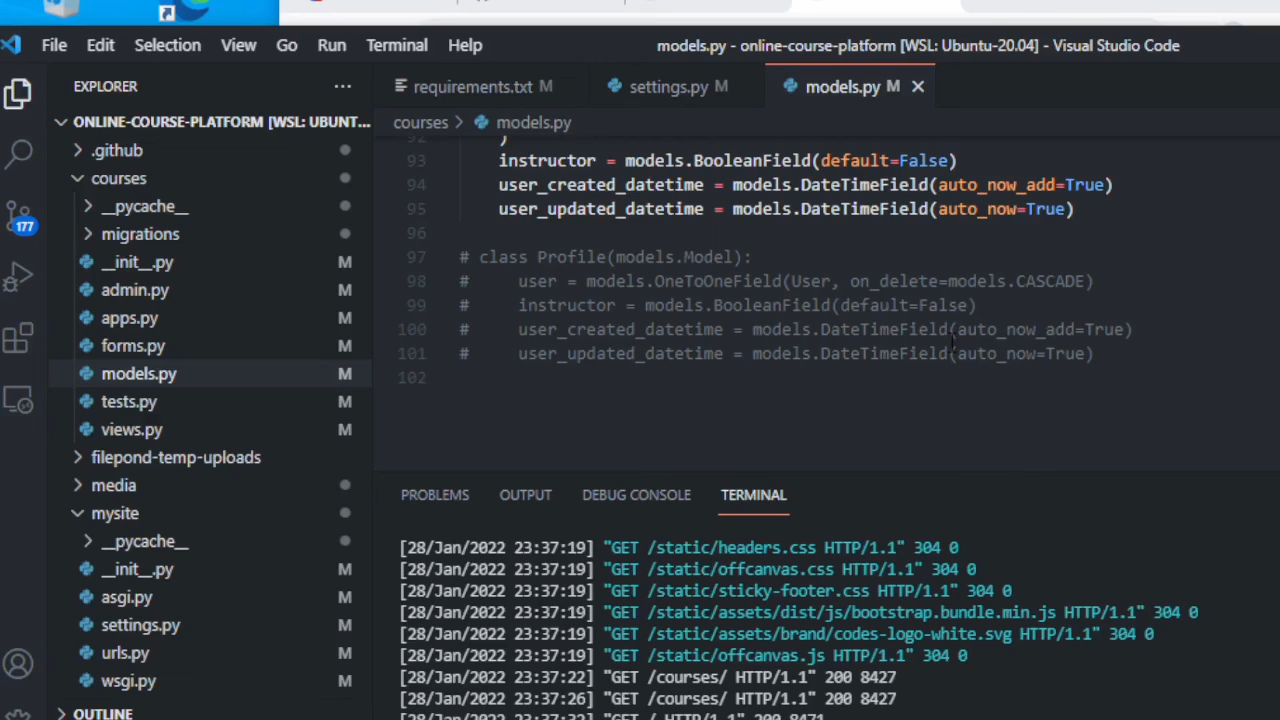 File Edit Selection View Go Run Terminal Help
models.py - online-course-platform [WSL: Ubuntu-20.04] - Visual Studio Code
EXPLORER
ONLINE-COURSE-PLATFORM [WSL: UBUNT...
.github
courses
__pycache__
migrations
__init__.py M
admin.py M
apps.py M
forms.py M
models.py M
tests.py M
views.py M
filepond-temp-uploads
media
mysite
__pycache__
__init__.py M
asgi.py M
settings.py M
urls.py M
wsgi.py M
OUTLINE
177
requirements.txt M
settings.py M
models.py M
courses > models.py
92 )
93 instructor = models.BooleanField(default=False)
94 user_created_datetime = models.DateTimeField(auto_now_add=True)
95 user_updated_datetime = models.DateTimeField(auto_now=True)
96
97 # class Profile(models.Model):
98 # user = models.OneToOneField(User, on_delete=models.CASCADE)
99 # instructor = models.BooleanField(default=False)
100 # user_created_datetime = models.DateTimeField(auto_now_add=True)
101 # user_updated_datetime = models.DateTimeField(auto_now=True)
102
PROBLEMS OUTPUT DEBUG CONSOLE TERMINAL
[28/Jan/2022 23:37:19] "GET /static/headers.css HTTP/1.1" 304 0
[28/Jan/2022 23:37:19] "GET /static/offcanvas.css HTTP/1.1" 304 0
[28/Jan/2022 23:37:19] "GET /static/sticky-footer.css HTTP/1.1" 304 0
[28/Jan/2022 23:37:19] "GET /static/assets/dist/js/bootstrap.bundle.min.js HTTP/1.1" 304 0
[28/Jan/2022 23:37:19] "GET /static/assets/brand/codes-logo-white.svg HTTP/1.1" 304 0
[28/Jan/2022 23:37:19] "GET /static/offcanvas.js HTTP/1.1" 304 0
[28/Jan/2022 23:37:22] "GET /courses/ HTTP/1.1" 200 8427
[28/Jan/2022 23:37:26] "GET /courses/ HTTP/1.1" 200 8427
[28/Jan/2022 23:37:32] "GET / HTTP/1.1" 200 8471